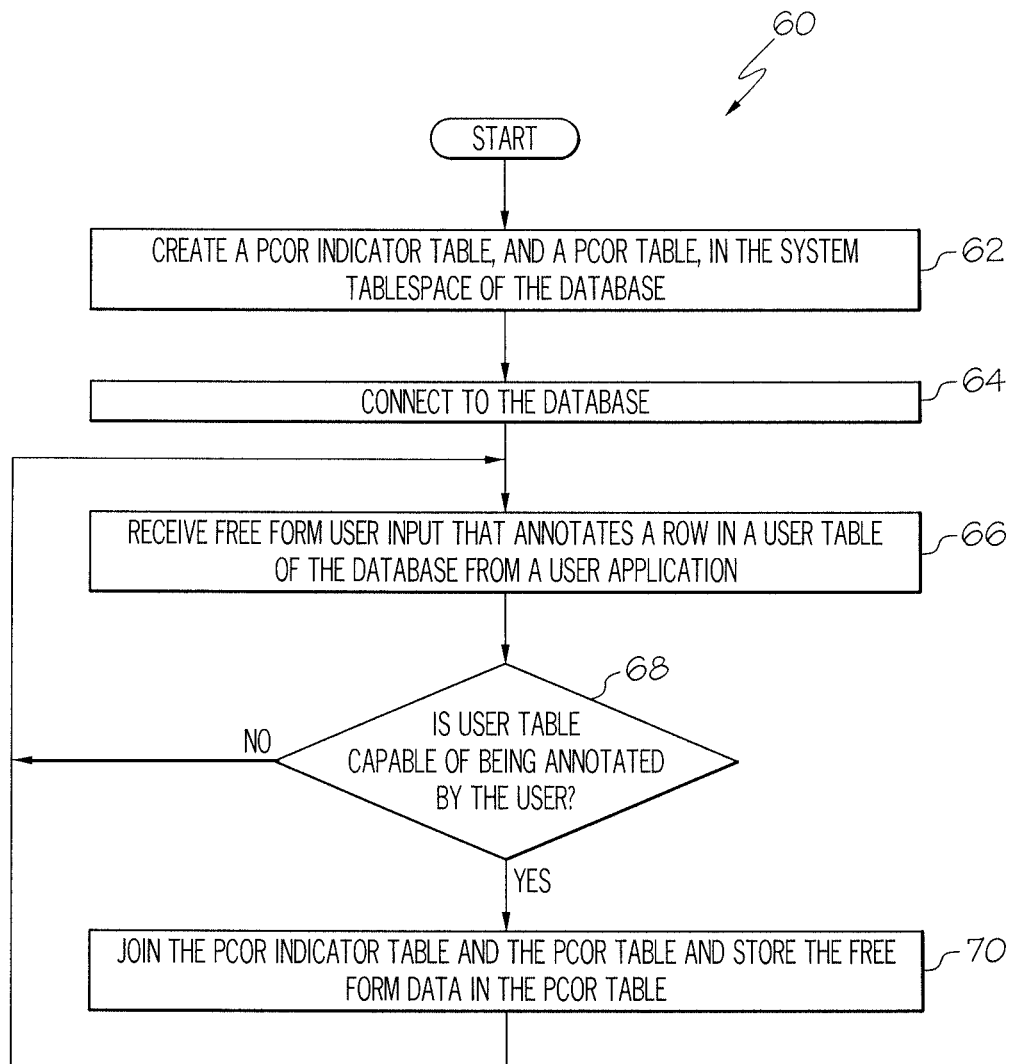 60
START
CREATE A PCOR INDICATOR TABLE, AND A PCOR TABLE, IN THE SYSTEM
TABLESPACE OF THE DATABASE
62
CONNECT TO THE DATABASE
64
RECEIVE FREE FORM USER INPUT THAT ANNOTATES A ROW IN A USER TABLE
OF THE DATABASE FROM A USER APPLICATION
66
68
IS USER TABLE
CAPABLE OF BEING ANNOTATED
BY THE USER?
NO
YES
JOIN THE PCOR INDICATOR TABLE AND THE PCOR TABLE AND STORE THE FREE
FORM DATA IN THE PCOR TABLE
70